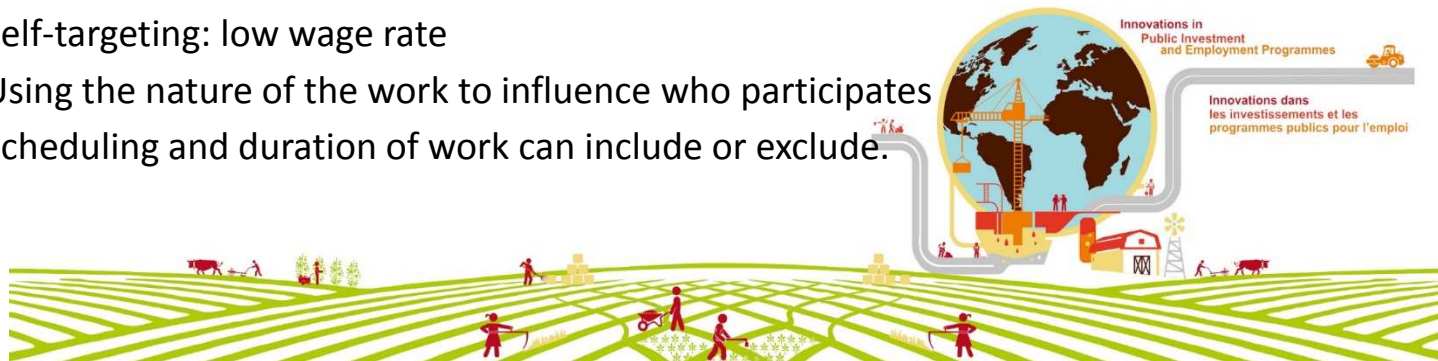 elf-targeting: low wage rate
sing the nature of the work to influence who participates
cheduling and duration of work can include or exclude.
Innovations in
Public Investment
and Employment Programmes
Innovations dans
les investissements et les
programmes publics pour l'emploi